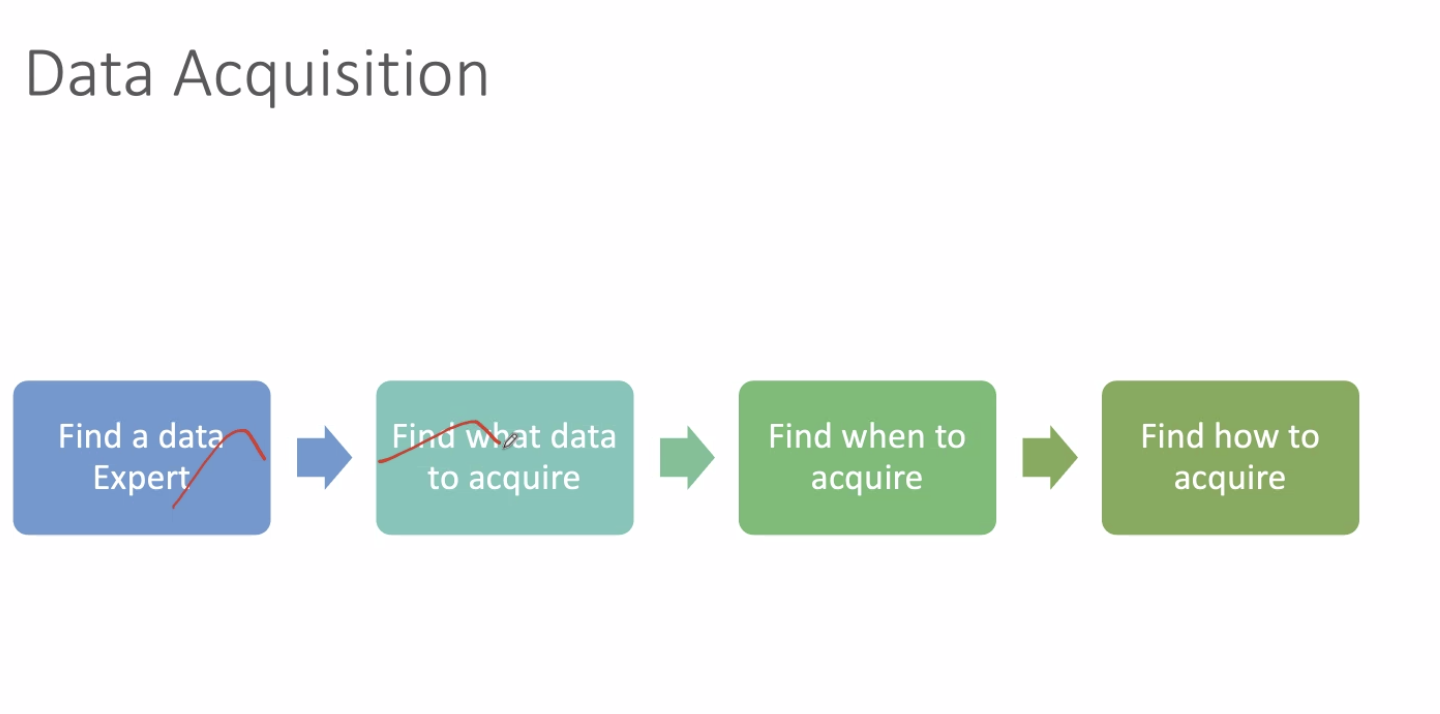 Data Acquisition
Find a data
Expert
Find what data
to acquire
Find when to
acquire
Find how to
acquire